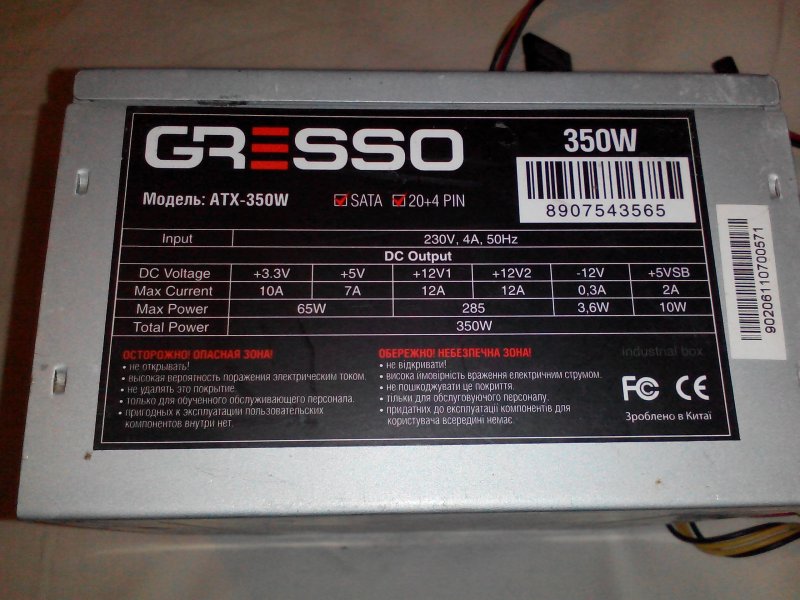 GRESSO
350W
Модель: ATX-350W
SATA 20+4 PIN
8907543565
Input 230V, 4A, 50Hz
DC Output
DC Voltage +3.3V +5V +12V1 +12V2 -12V +5VSB
Max Current 10A 7A 12A 12A 0,3A 2A
Max Power 65W 285 3,6W 10W
Total Power 350W
ОСТОРОЖНО! ОПАСНАЯ ЗОНА!
• не открывать!
• высокая вероятность поражения электрическим током.
• не удалять это покрытие.
• только для обученного обслуживающего персонала.
• пригодных к эксплуатации пользовательских
компонентов внутри нет.
ОБЕРЕЖНО! НЕБЕЗПЕЧНА ЗОНА!
• не відкривати!
• висока імовірність враження електричним струмом.
• не пошкоджувати це покриття.
• тільки для обслуговуючого персоналу.
• придатних до експлуатації компонентів для
користувача всередині немає.
industrial box
FC CE
Зроблено в Китаї
90206110700571